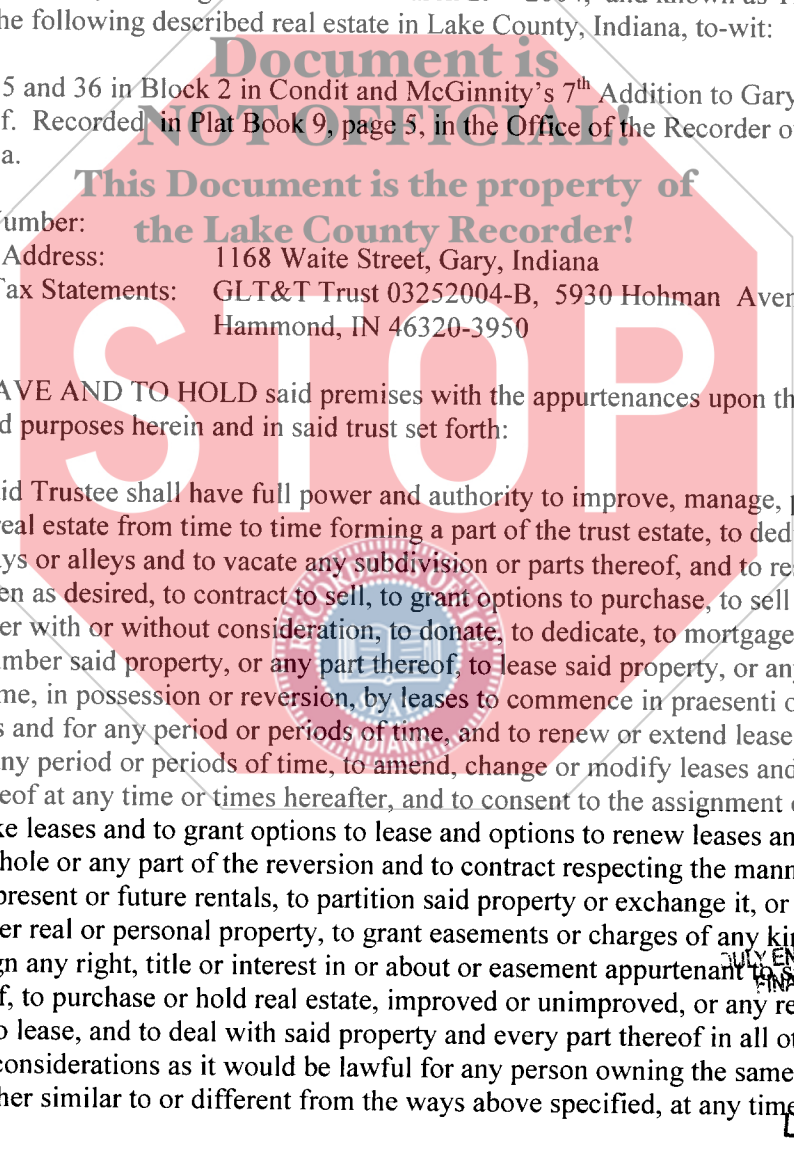 he following described real estate in Lake County, Indiana, to-wit:
Document is
5 and 36 in Block 2 in Condit and McGinnity's 7th Addition to Gary
NOT OFFICIAL!
f. Recorded in Plat Book 9, page 5, in the Office of the Recorder o
a.
This Document is the property of
the Lake County Recorder!
umber:
Address: 1168 Waite Street, Gary, Indiana
ax Statements: GLT&T Trust 03252004-B, 5930 Hohman Aven
Hammond, IN 46320-3950
STOP
AVE AND TO HOLD said premises with the appurtenances upon th
d purposes herein and in said trust set forth:
id Trustee shall have full power and authority to improve, manage, p
real estate from time to time forming a part of the trust estate, to ded
ys or alleys and to vacate any subdivision or parts thereof, and to re
en as desired, to contract to sell, to grant options to purchase, to sell
er with or without consideration, to donate, to dedicate, to mortgage
mber said property, or any part thereof, to lease said property, or any
me, in possession or reversion, by leases to commence in praesenti o
s and for any period or periods of time, and to renew or extend lease
ny period or periods of time, to amend, change or modify leases and
eof at any time or times hereafter, and to consent to the assignment o
RECORDER'S OFFICE
SEAL
INDIANA
ke leases and to grant options to lease and options to renew leases an
hole or any part of the reversion and to contract respecting the mann
present or future rentals, to partition said property or exchange it, or
er real or personal property, to grant easements or charges of any kin
gn any right, title or interest in or about or easement appurtenant to s
DULY EN
FINA
f, to purchase or hold real estate, improved or unimproved, or any re
o lease, and to deal with said property and every part thereof in all ot
considerations as it would be lawful for any person owning the same
her similar to or different from the ways above specified, at any time